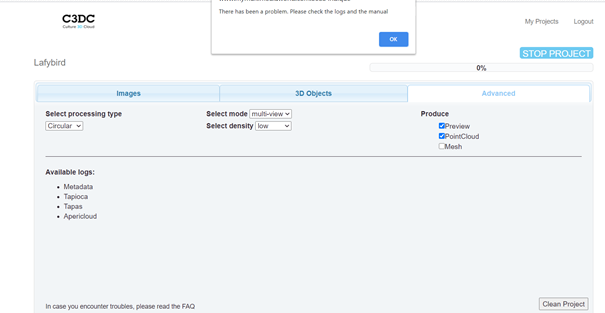 There has been a problem. Please check the logs and the manual
OK
C3DC
Culture 3D Cloud
My Projects
Logout
STOP PROJECT
Lafybird
0%
Images
3D Objects
Advanced
Select processing type
Circular
Select mode multi-view
Select density low
Produce
Preview
PointCloud
Mesh
Available logs:
Metadata
Tapioca
Tapas
Apericloud
In case you encounter troubles, please read the FAQ
Clean Project